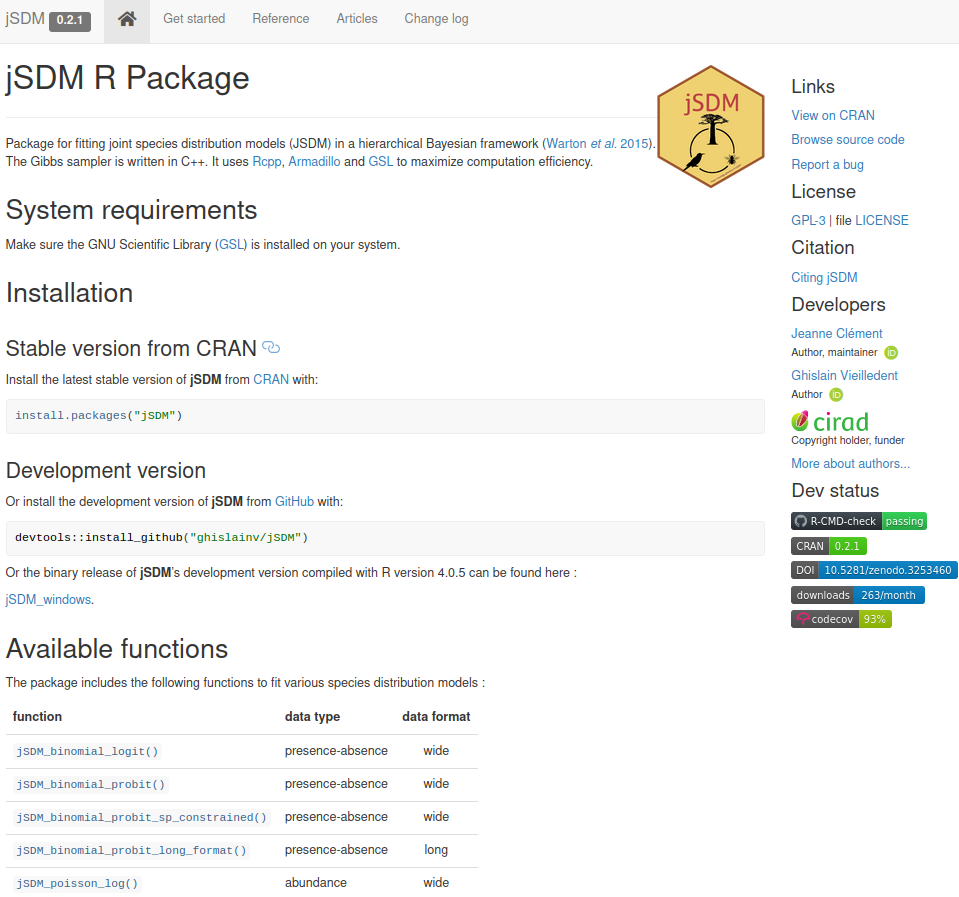 jSDM 0.2.1 Get started Reference Articles Change log
jSDM R Package
jSDM
Package for fitting joint species distribution models (JSDM) in a hierarchical Bayesian framework (Warton et al. 2015).
The Gibbs sampler is written in C++. It uses Rcpp, Armadillo and GSL to maximize computation efficiency.
System requirements
Make sure the GNU Scientific Library (GSL) is installed on your system.
Installation
Stable version from CRAN
Install the latest stable version of jSDM from CRAN with:
install.packages("jSDM")
Development version
Or install the development version of jSDM from GitHub with:
devtools::install_github("ghislainv/jSDM")
Or the binary release of jSDM's development version compiled with R version 4.0.5 can be found here :
jSDM_windows.
Available functions
The package includes the following functions to fit various species distribution models :
function data type data format
jSDM_binomial_logit() presence-absence wide
jSDM_binomial_probit() presence-absence wide
jSDM_binomial_probit_sp_constrained() presence-absence wide
jSDM_binomial_probit_long_format() presence-absence long
jSDM_poisson_log() abundance wide
Links
View on CRAN
Browse source code
Report a bug
License
GPL-3 | file LICENSE
Citation
Citing jSDM
Developers
Jeanne Clément
Author, maintainer iD
Ghislain Vieilledent
Author iD
cirad
Copyright holder, funder
More about authors...
Dev status
R-CMD-check passing
CRAN 0.2.1
DOI 10.5281/zenodo.3253460
downloads 263/month
codecov 93%